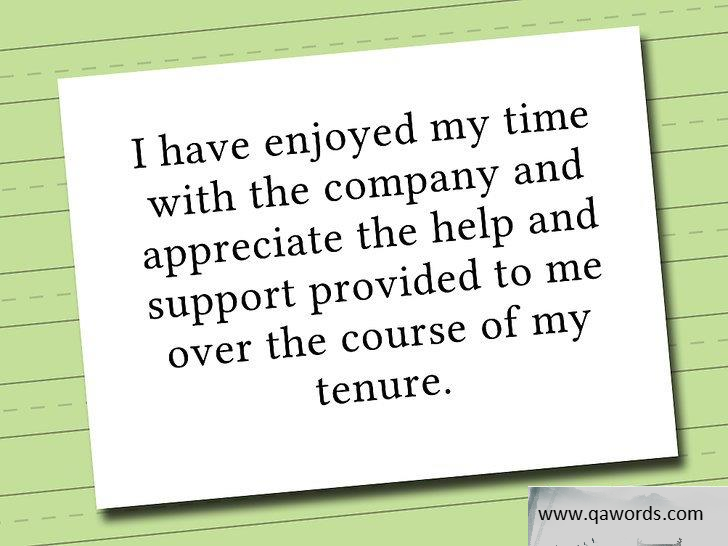 I have enjoyed my time
with the company and
appreciate the help and
support provided to me
over the course of my
tenure.
www.qawords.com